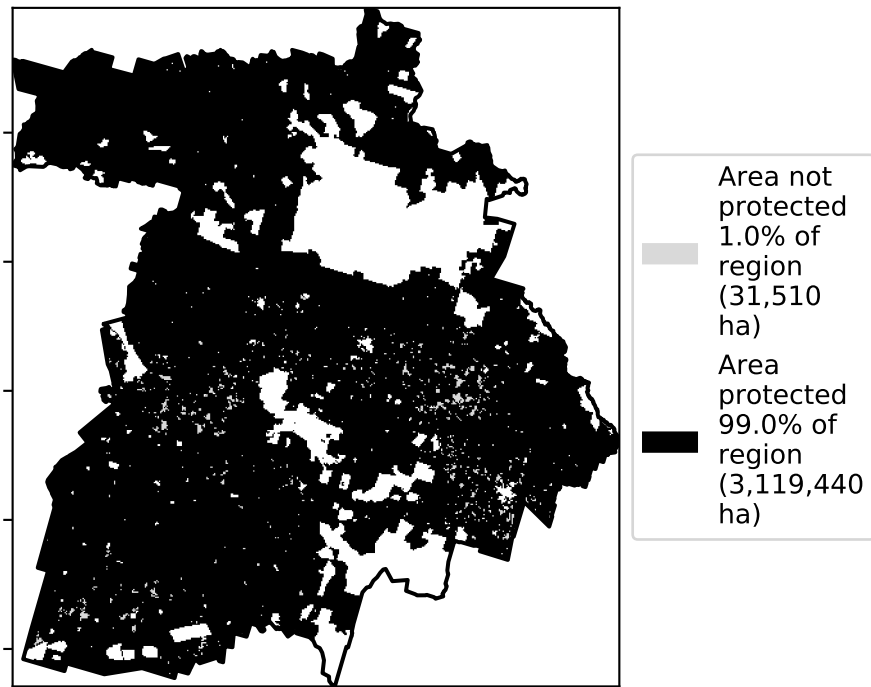 Area not
protected
1.0% of
region
(31,510
ha)
Area
protected
99.0% of
region
(3,119,440
ha)